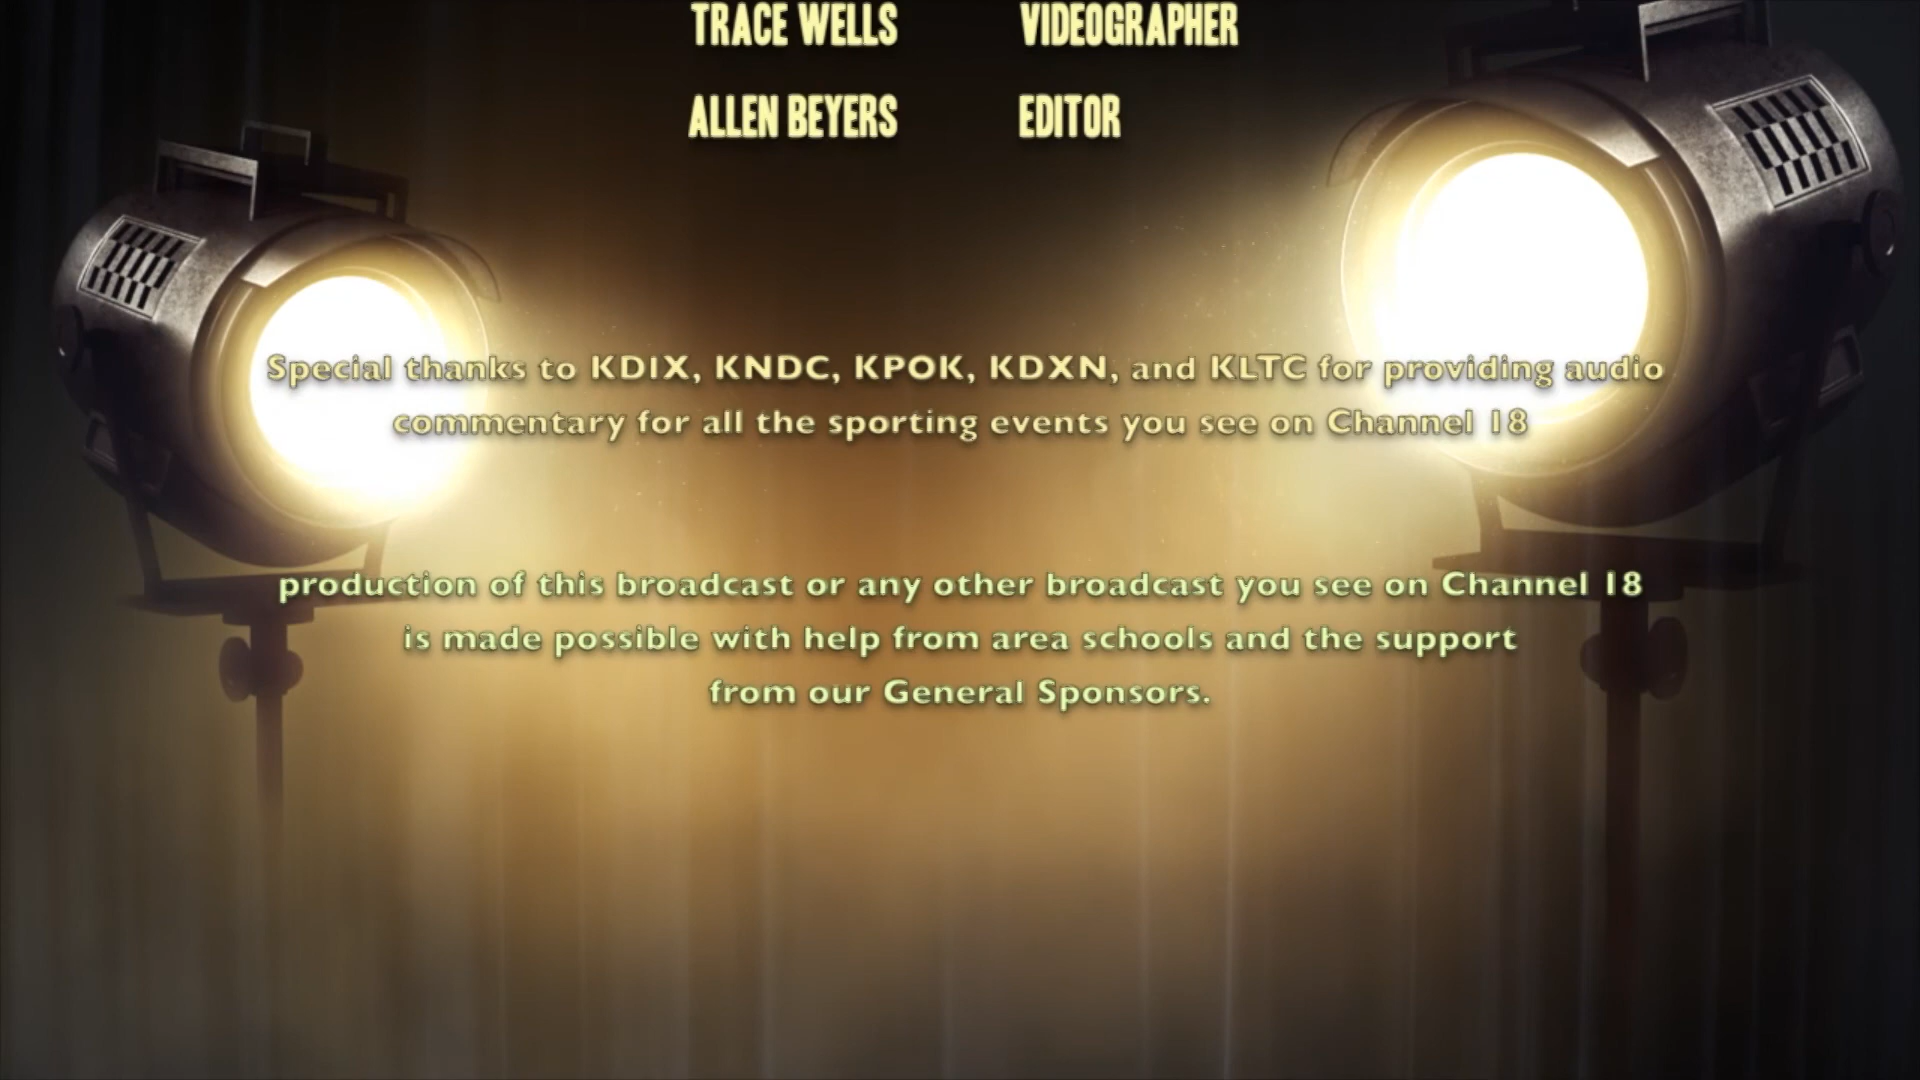 TRACE WELLS VIDEOGRAPHER
ALLEN BEYERS EDITOR
Special thanks to KDIX, KNDC, KPOK, KDXN, and KLTC for providing audio
commentary for all the sporting events you see on Channel 18
production of this broadcast or any other broadcast you see on Channel 18
is made possible with help from area schools and the support
from our General Sponsors.